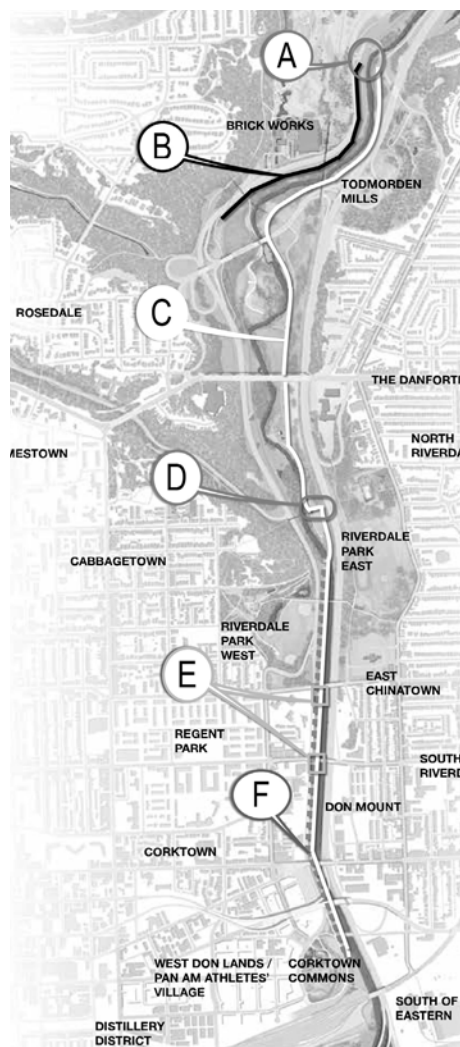 A
BRICK WORKS
B
TODMORDEN
MILLS
C
ROSEDALE
THE DANFORTH
MESTOWN
NORTH
RIVERDA
D
RIVERDALE
PARK
EAST
CABBAGETOWN
RIVERDALE
PARK
WEST
E
EAST
CHINATOWN
REGENT
PARK
SOUTH
RIVERD
F
DON MOUNT
CORKTOWN
WEST DON LANDS /
PAN AM ATHLETES'
VILLAGE
CORKTOWN
COMMONS
SOUTH OF
EASTERN
DISTILLERY
DISTRICT